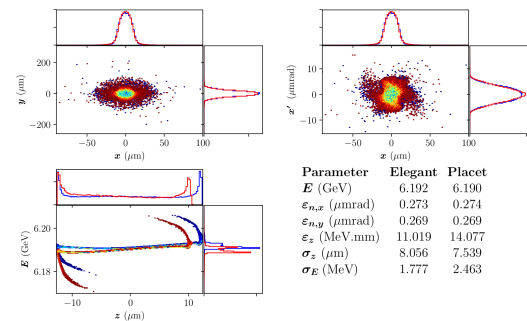 200
100
0
−100
−200
y (μm)
−50
0
50
x (μm)
10
0
−10
x′ (μmrad)
−50
0
50
x (μm)
6.20
6.18
E (GeV)
−10
0
10
z (μm)
Parameter Elegant Placet
E (GeV) 6.192 6.190
εn,x (μmrad) 0.273 0.274
εn,y (μmrad) 0.269 0.269
εz (MeV.mm) 11.019 14.077
σz (μm) 8.056 7.539
σE (MeV) 1.777 2.463